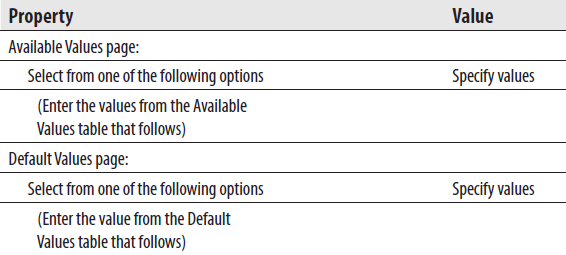 Property Value
Available Values page:
Select from one of the following options Specify values
(Enter the values from the Available
Values table that follows)
Default Values page:
Select from one of the following options Specify values
(Enter the value from the Default
Values table that follows)